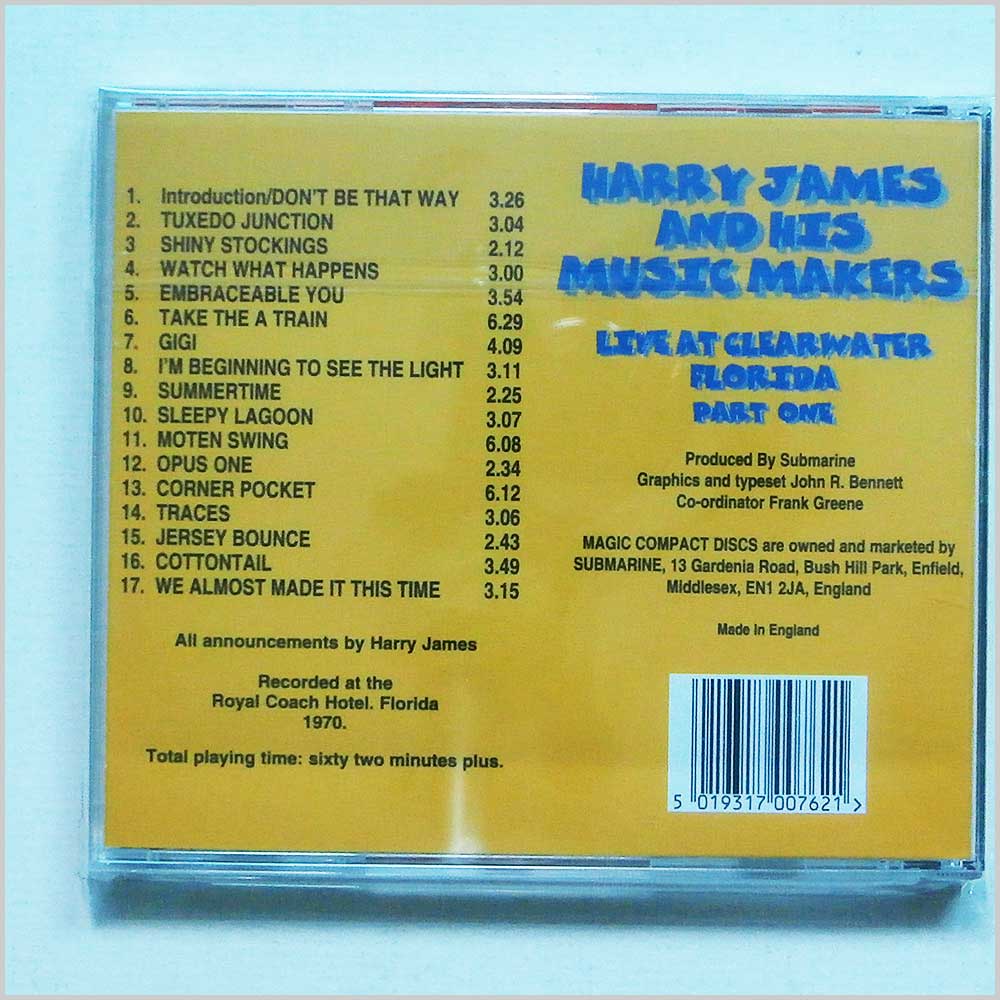 1. Introduction/DON'T BE THAT WAY 3.26
2. TUXEDO JUNCTION 3.04
3 SHINY STOCKINGS 2.12
4. WATCH WHAT HAPPENS 3.00
5. EMBRACEABLE YOU 3.54
6. TAKE THE A TRAIN 6.29
7. GIGI 4.09
8. I'M BEGINNING TO SEE THE LIGHT 3.11
9. SUMMERTIME 2.25
10. SLEEPY LAGOON 3.07
11. MOTEN SWING 6.08
12. OPUS ONE 2.34
13. CORNER POCKET 6.12
14. TRACES 3.06
15. JERSEY BOUNCE 2.43
16. COTTONTAIL 3.49
17. WE ALMOST MADE IT THIS TIME 3.15
All announcements by Harry James
Recorded at the
Royal Coach Hotel. Florida
1970.
Total playing time: sixty two minutes plus.
HARRY JAMES
AND HIS
MUSIC MAKERS
LIVE AT CLEARWATER
FLORIDA
PART ONE
Produced By Submarine
Graphics and typeset John R. Bennett
Co-ordinator Frank Greene
MAGIC COMPACT DISCS are owned and marketed by
SUBMARINE, 13 Gardenia Road, Bush Hill Park, Enfield,
Middlesex, EN1 2JA, England
Made In England
5 019317 007621 >